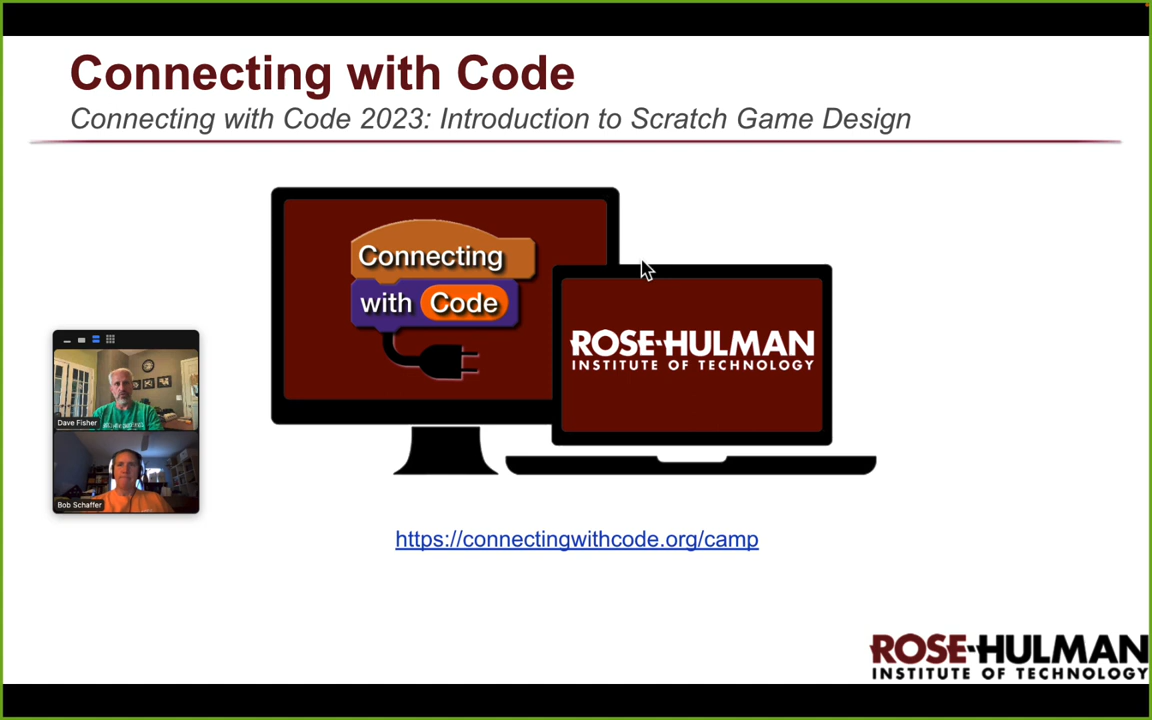 Connecting with Code
Connecting with Code 2023: Introduction to Scratch Game Design
Connecting
with Code
ROSE-HULMAN
INSTITUTE OF TECHNOLOGY
Dave Fisher
Bob Schaffer
https://connectingwithcode.org/camp
ROSE-HULMAN
INSTITUTE OF TECHNOLOGY